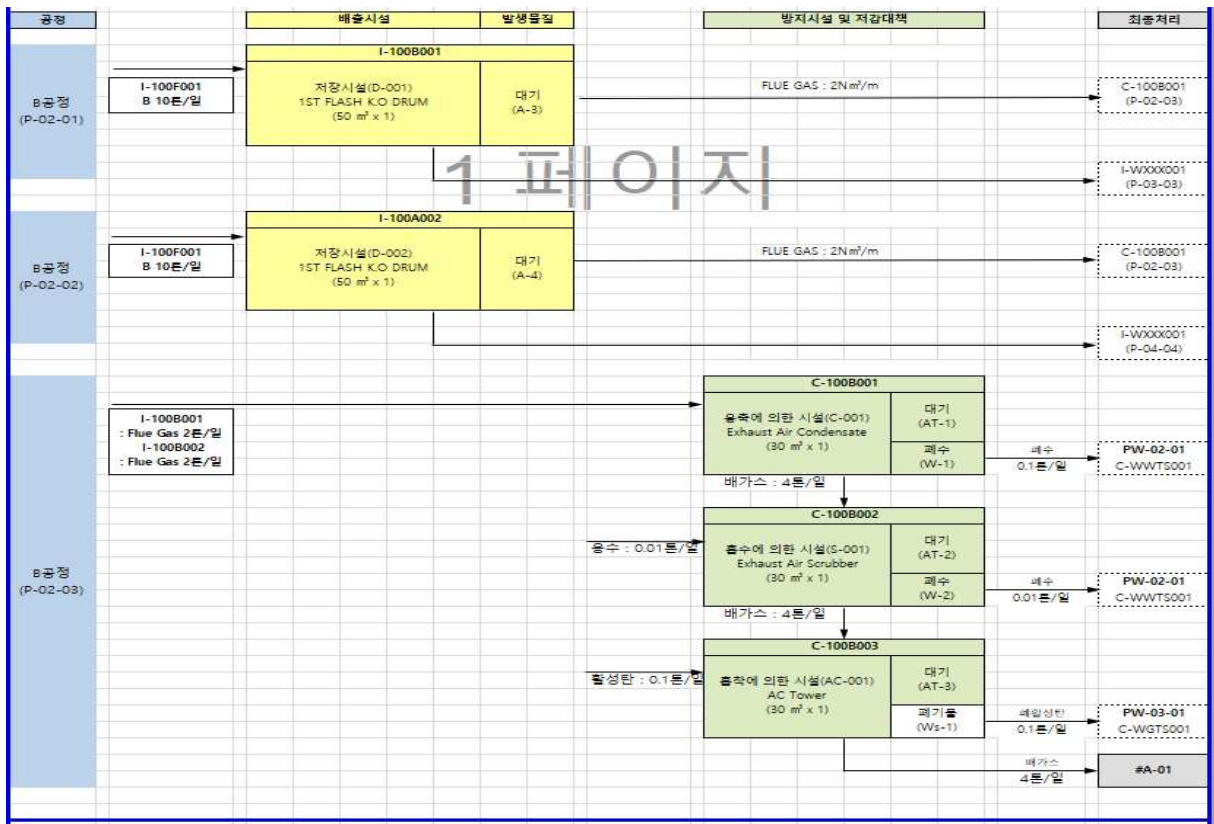 공정
배출시설
발생물질
방지시설 및 저감대책
최종처리
B공정
(P-02-01)
I-100F001
B 10톤/일
I-100B001
저장시설(D-001)
1ST FLASH K.O DRUM
(50 ㎥ x 1)
대기
(A-3)
FLUE GAS : 2N㎥/m
C-100B001
(P-02-03)
I-WXXX001
(P-03-03)
1 페이지
B공정
(P-02-02)
I-100F001
B 10톤/일
I-100A002
저장시설(D-002)
1ST FLASH K.O DRUM
(50 ㎥ x 1)
대기
(A-4)
FLUE GAS : 2N㎥/m
C-100B001
(P-02-03)
I-WXXX001
(P-04-04)
B공정
(P-02-03)
I-100B001
: Flue Gas 2톤/일
I-100B002
: Flue Gas 2톤/일
C-100B001
응축에 의한 시설(C-001)
Exhaust Air Condensate
(30 ㎥ x 1)
대기
(AT-1)
폐수
(W-1)
폐수
0.1톤/일
PW-02-01
C-WWTS001
배가스 : 4톤/일
C-100B002
용수 : 0.01톤/일
흡수에 의한 시설(S-001)
Exhaust Air Scrubber
(30 ㎥ x 1)
대기
(AT-2)
폐수
(W-2)
폐수
0.01톤/일
PW-02-01
C-WWTS001
배가스 : 4톤/일
C-100B003
활성탄 : 0.1톤/일
흡착에 의한 시설(AC-001)
AC Tower
(30 ㎥ x 1)
대기
(AT-3)
폐기물
(Ws-1)
0.1톤/일
PW-03-01
C-WGTS001
배가스
4톤/일
#A-01